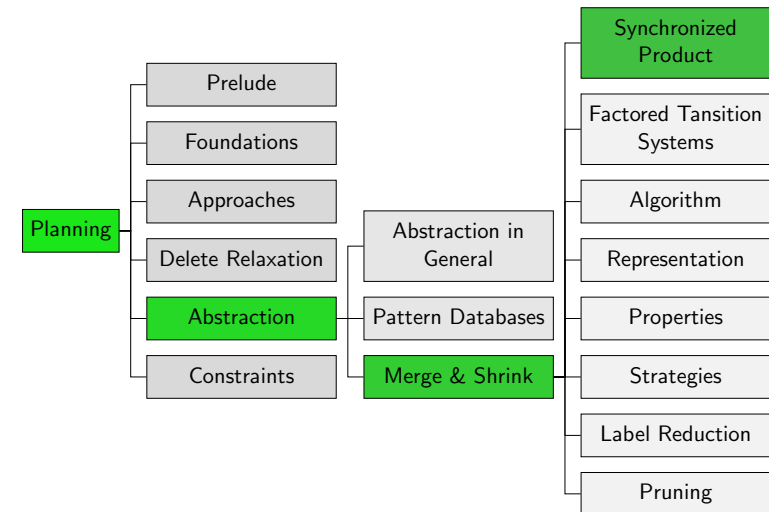 Planning
Prelude
Foundations
Approaches
Delete Relaxation
Abstraction
Constraints
Abstraction in
General
Pattern Databases
Merge & Shrink
Synchronized
Product
Factored Tansition
Systems
Algorithm
Representation
Properties
Strategies
Label Reduction
Pruning